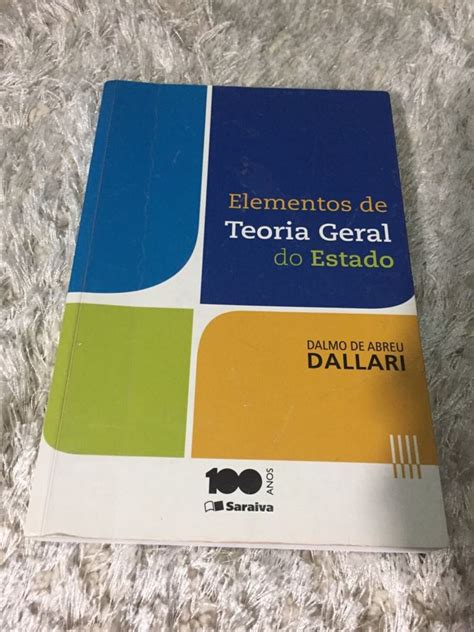 Elementos de
Teoria Geral
do Estado
DALMO DE ABREU
DALLARI
100 ANOS
Saraiva